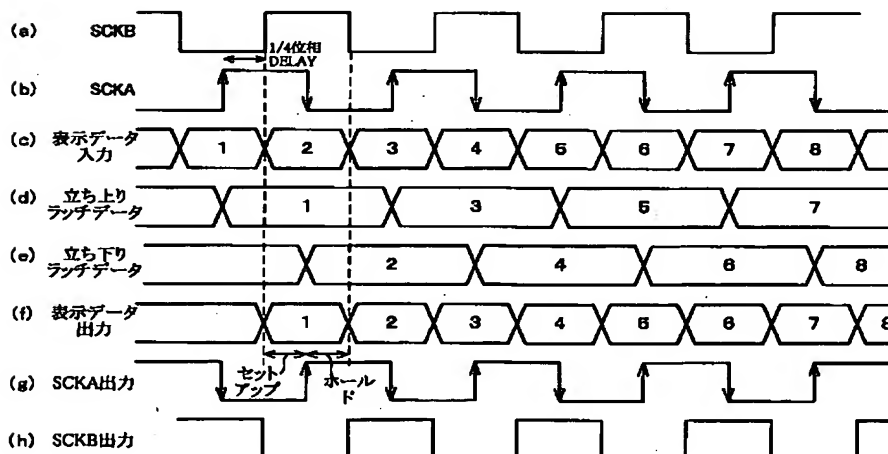 (a) SCKB
1/4位相
DELAY
(b) SCKA
(c) 表示データ
入力
1 2 3 4 5 6 7 8
(d) 立ち上り
ラッチデータ
1 3 5 7
(e) 立ち下り
ラッチデータ
2 4 6 8
(f) 表示データ
出力
1 2 3 4 5 6 7 8
セット
アップ
ホール
ド
(g) SCKA出力
(h) SCKB出力